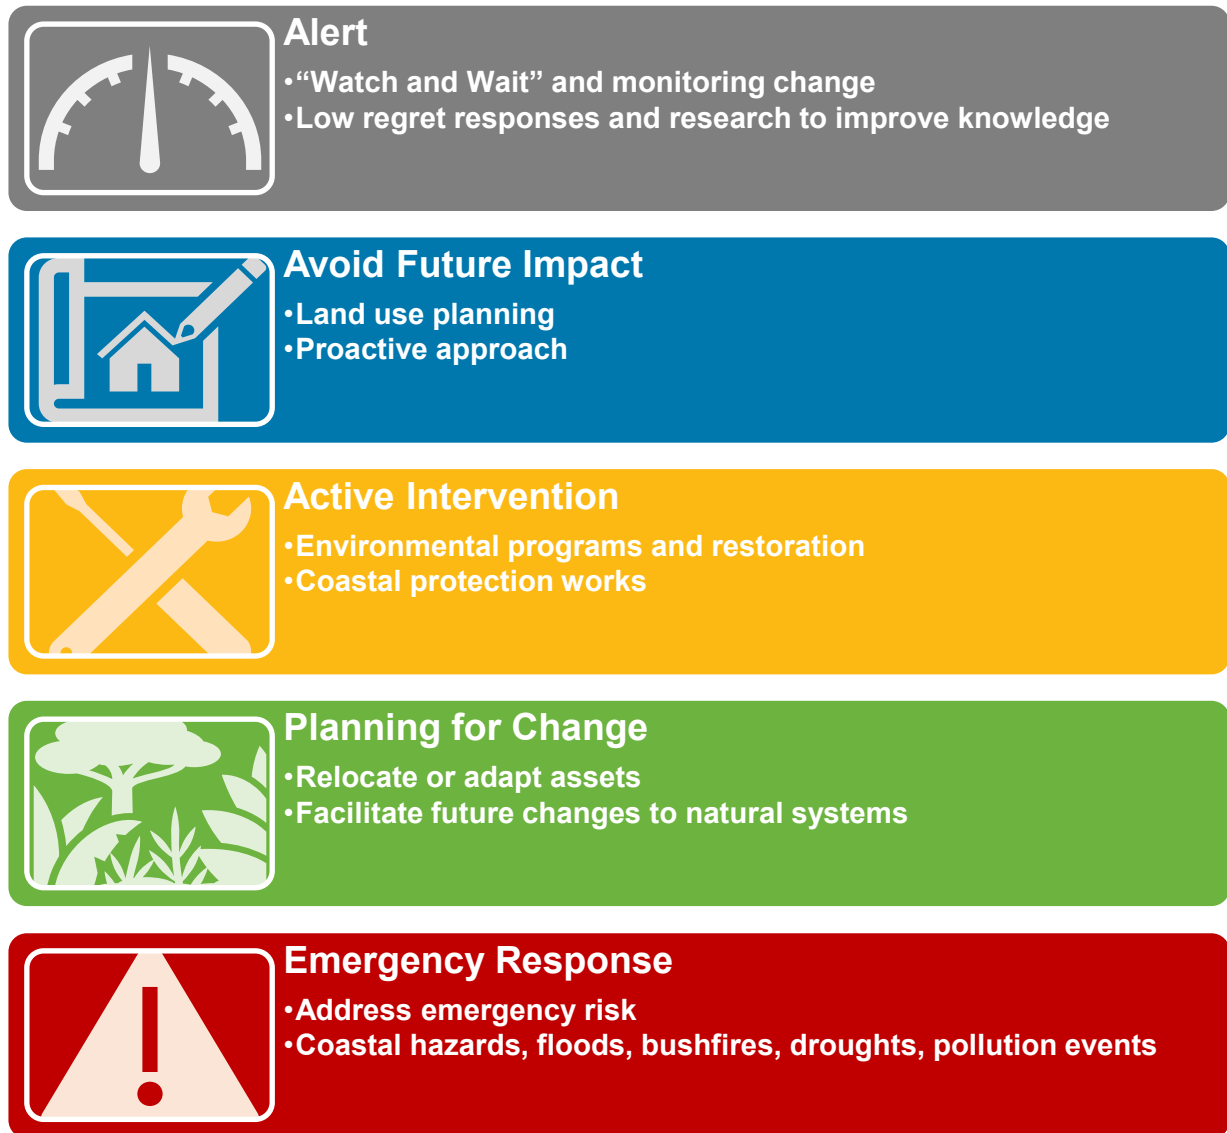 Alert
•“Watch and Wait” and monitoring change
•Low regret responses and research to improve knowledge
Avoid Future Impact
•Land use planning
•Proactive approach
Active Intervention
•Environmental programs and restoration
•Coastal protection works
Planning for Change
•Relocate or adapt assets
•Facilitate future changes to natural systems
Emergency Response
•Address emergency risk
•Coastal hazards, floods, bushfires, droughts, pollution events